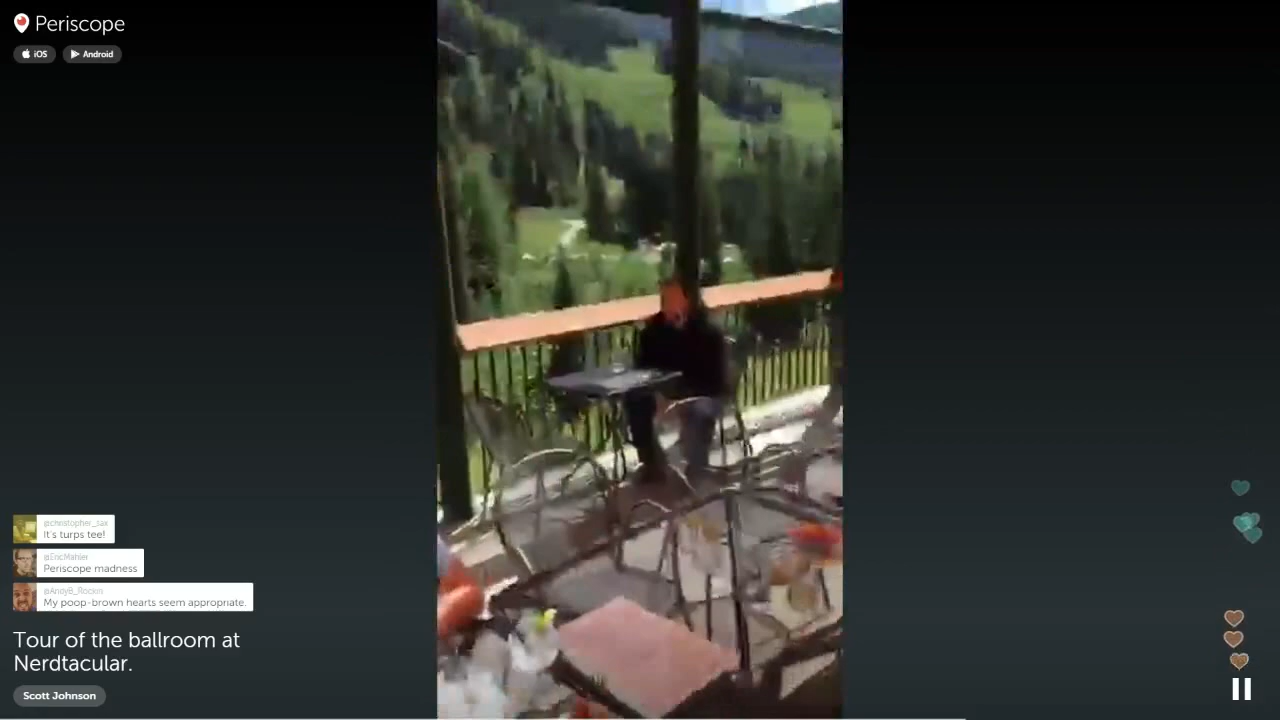 Periscope
iOS
Android
@christopher_sax
It's turps tee!
@EricMahler
Periscope madness
@AndyB_Rockin
My poop-brown hearts seem appropriate.
Tour of the ballroom at
Nerdtacular.
Scott Johnson